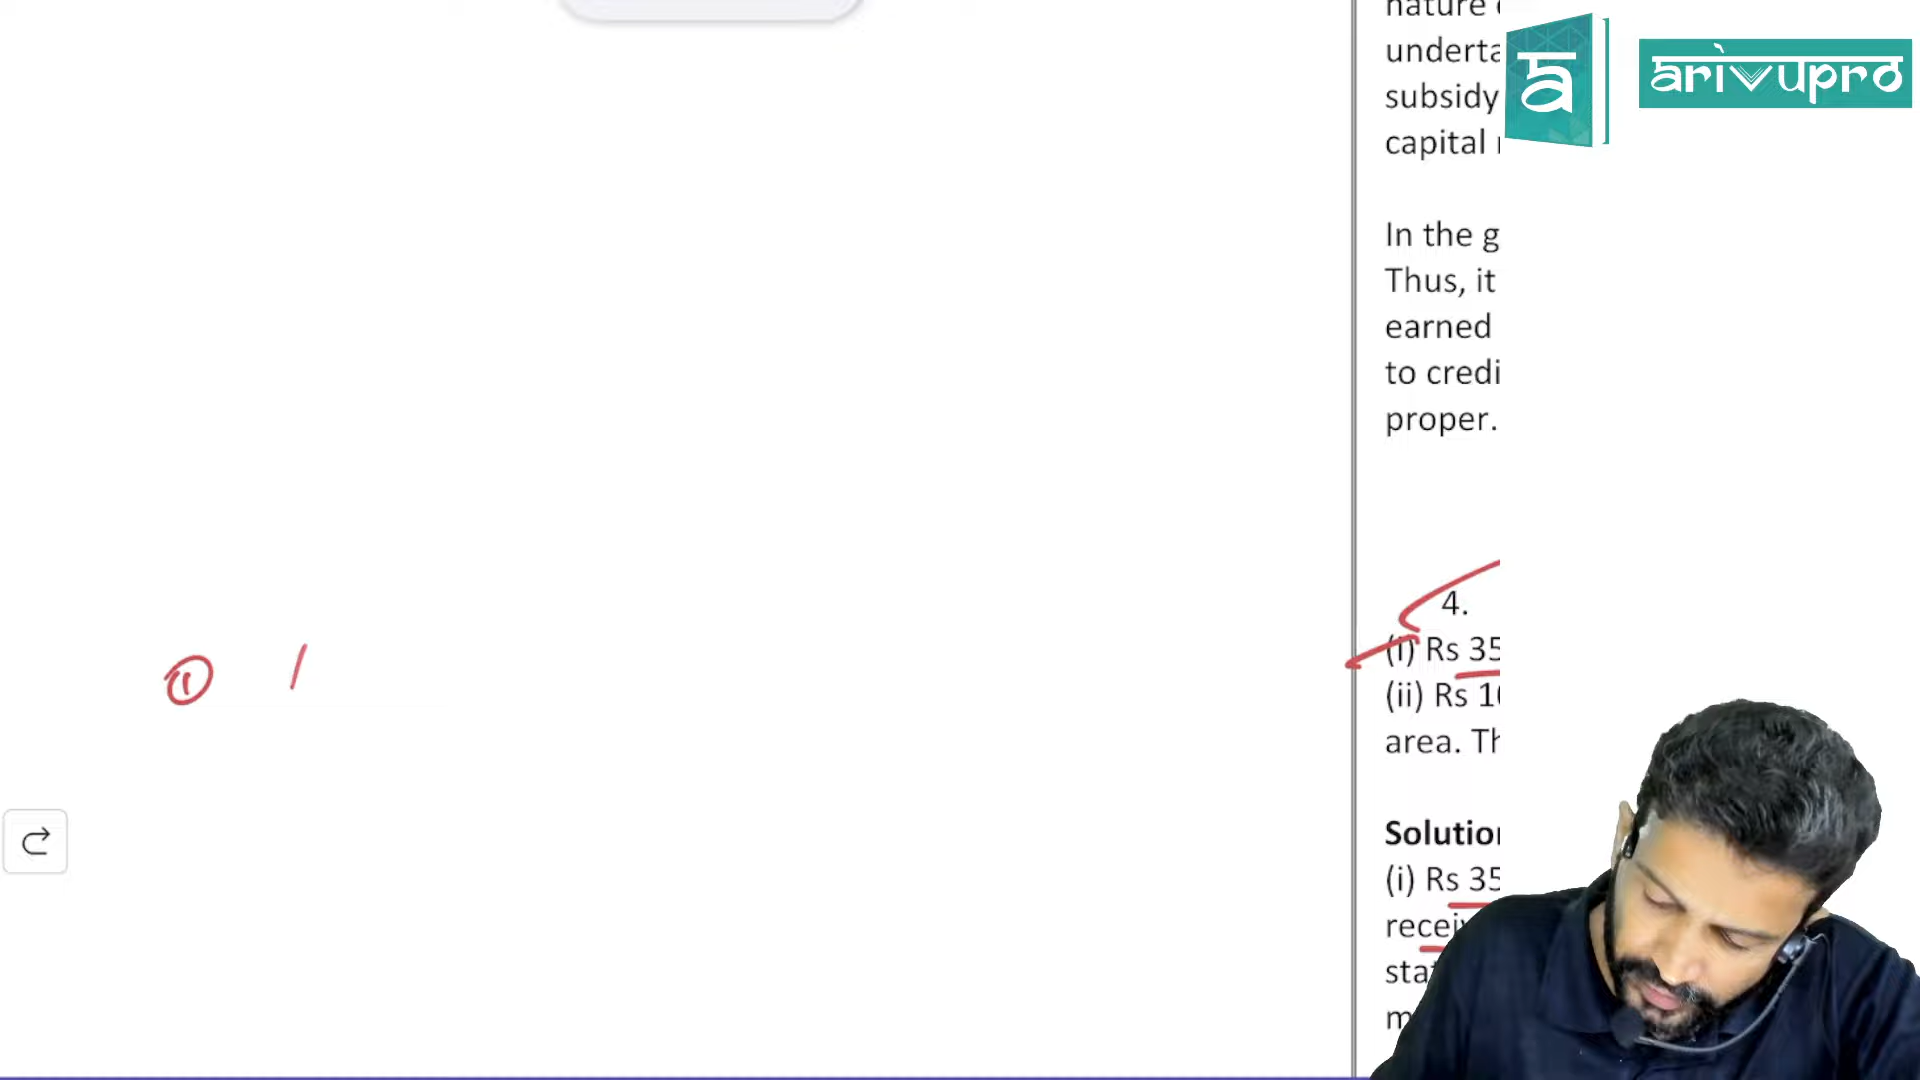 nature
underta
subsidy
capital
arivupro
In the g
Thus, it
earned
to credi
proper.
4.
(i) Rs 35
(ii) Rs 1
area. Th
①
Solution
(i) Rs 35
recei
sta
m